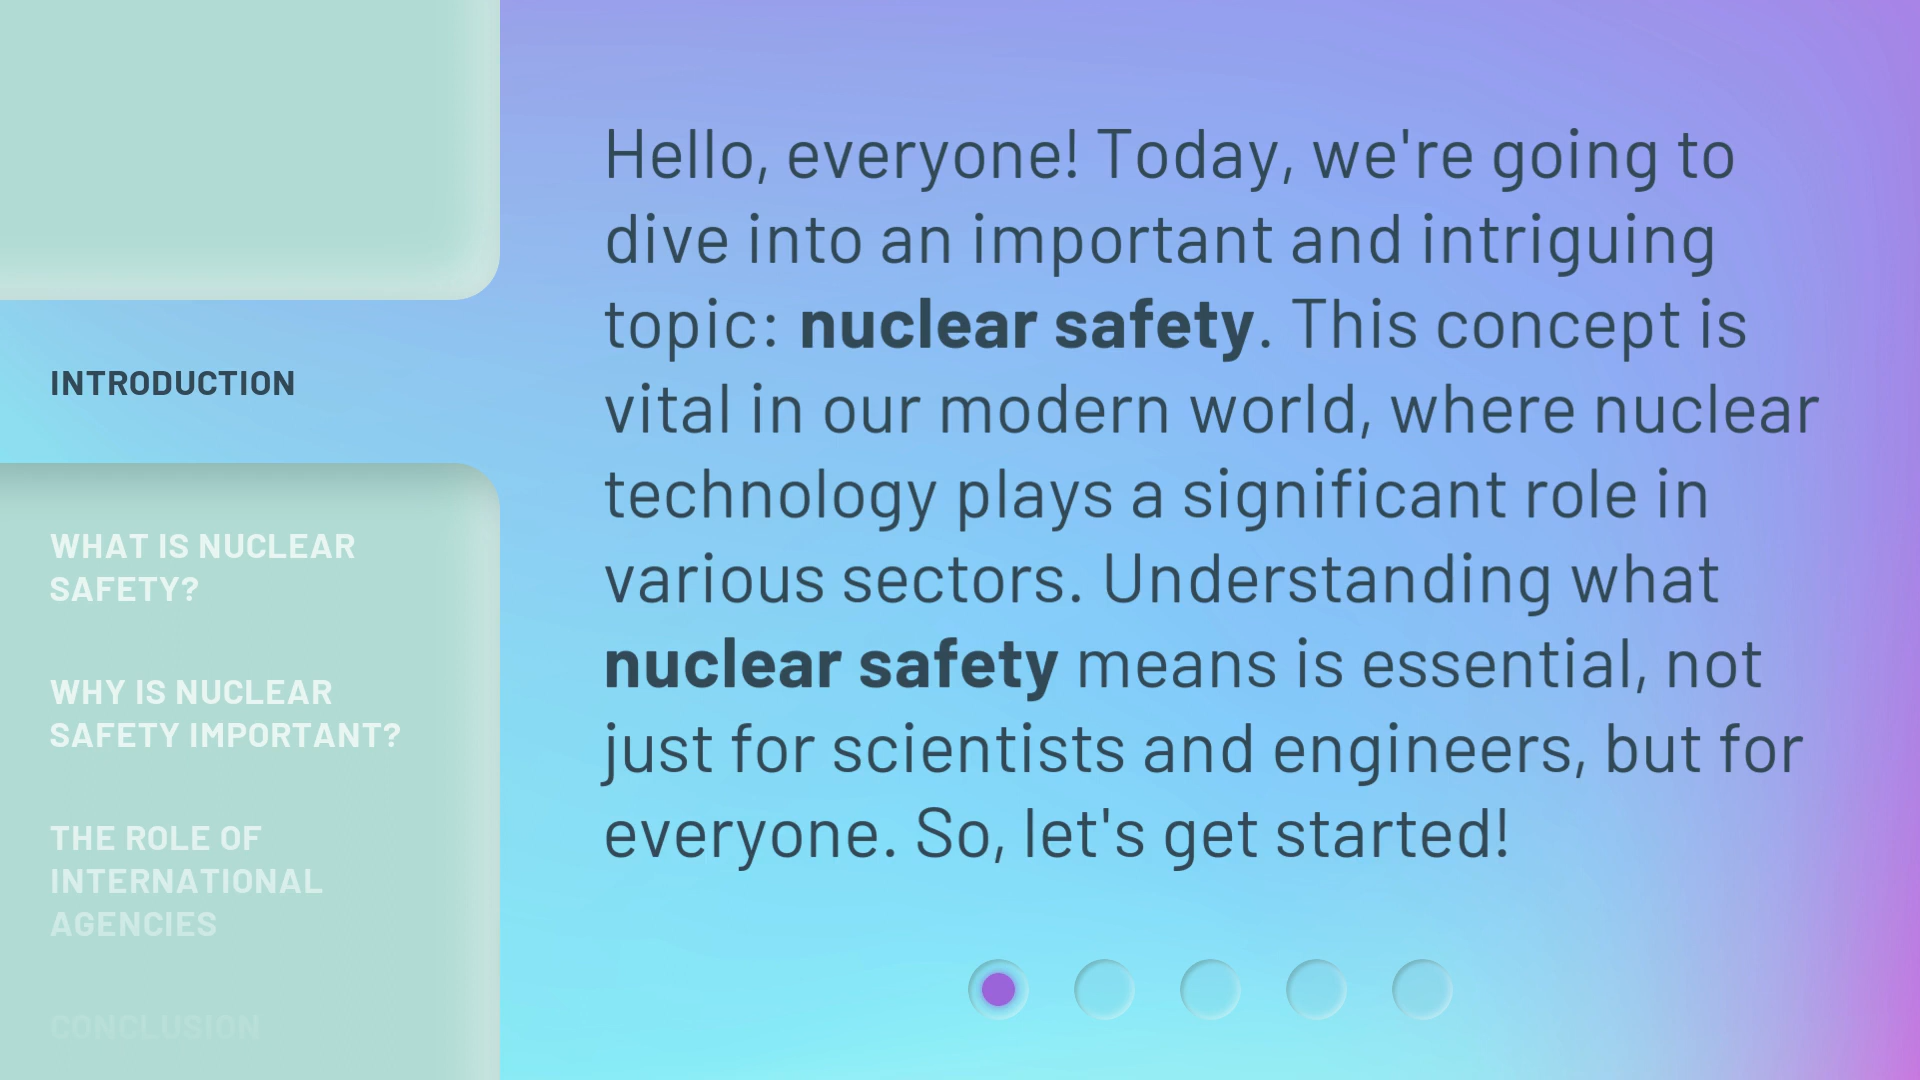 INTRODUCTION
WHAT IS NUCLEAR
SAFETY?
WHY IS NUCLEAR
SAFETY IMPORTANT?
THE ROLE OF
INTERNATIONAL
AGENCIES
CONCLUSION
Hello, everyone! Today, we're going to
dive into an important and intriguing
topic: nuclear safety. This concept is
vital in our modern world, where nuclear
technology plays a significant role in
various sectors. Understanding what
nuclear safety means is essential, not
just for scientists and engineers, but for
everyone. So, let's get started!